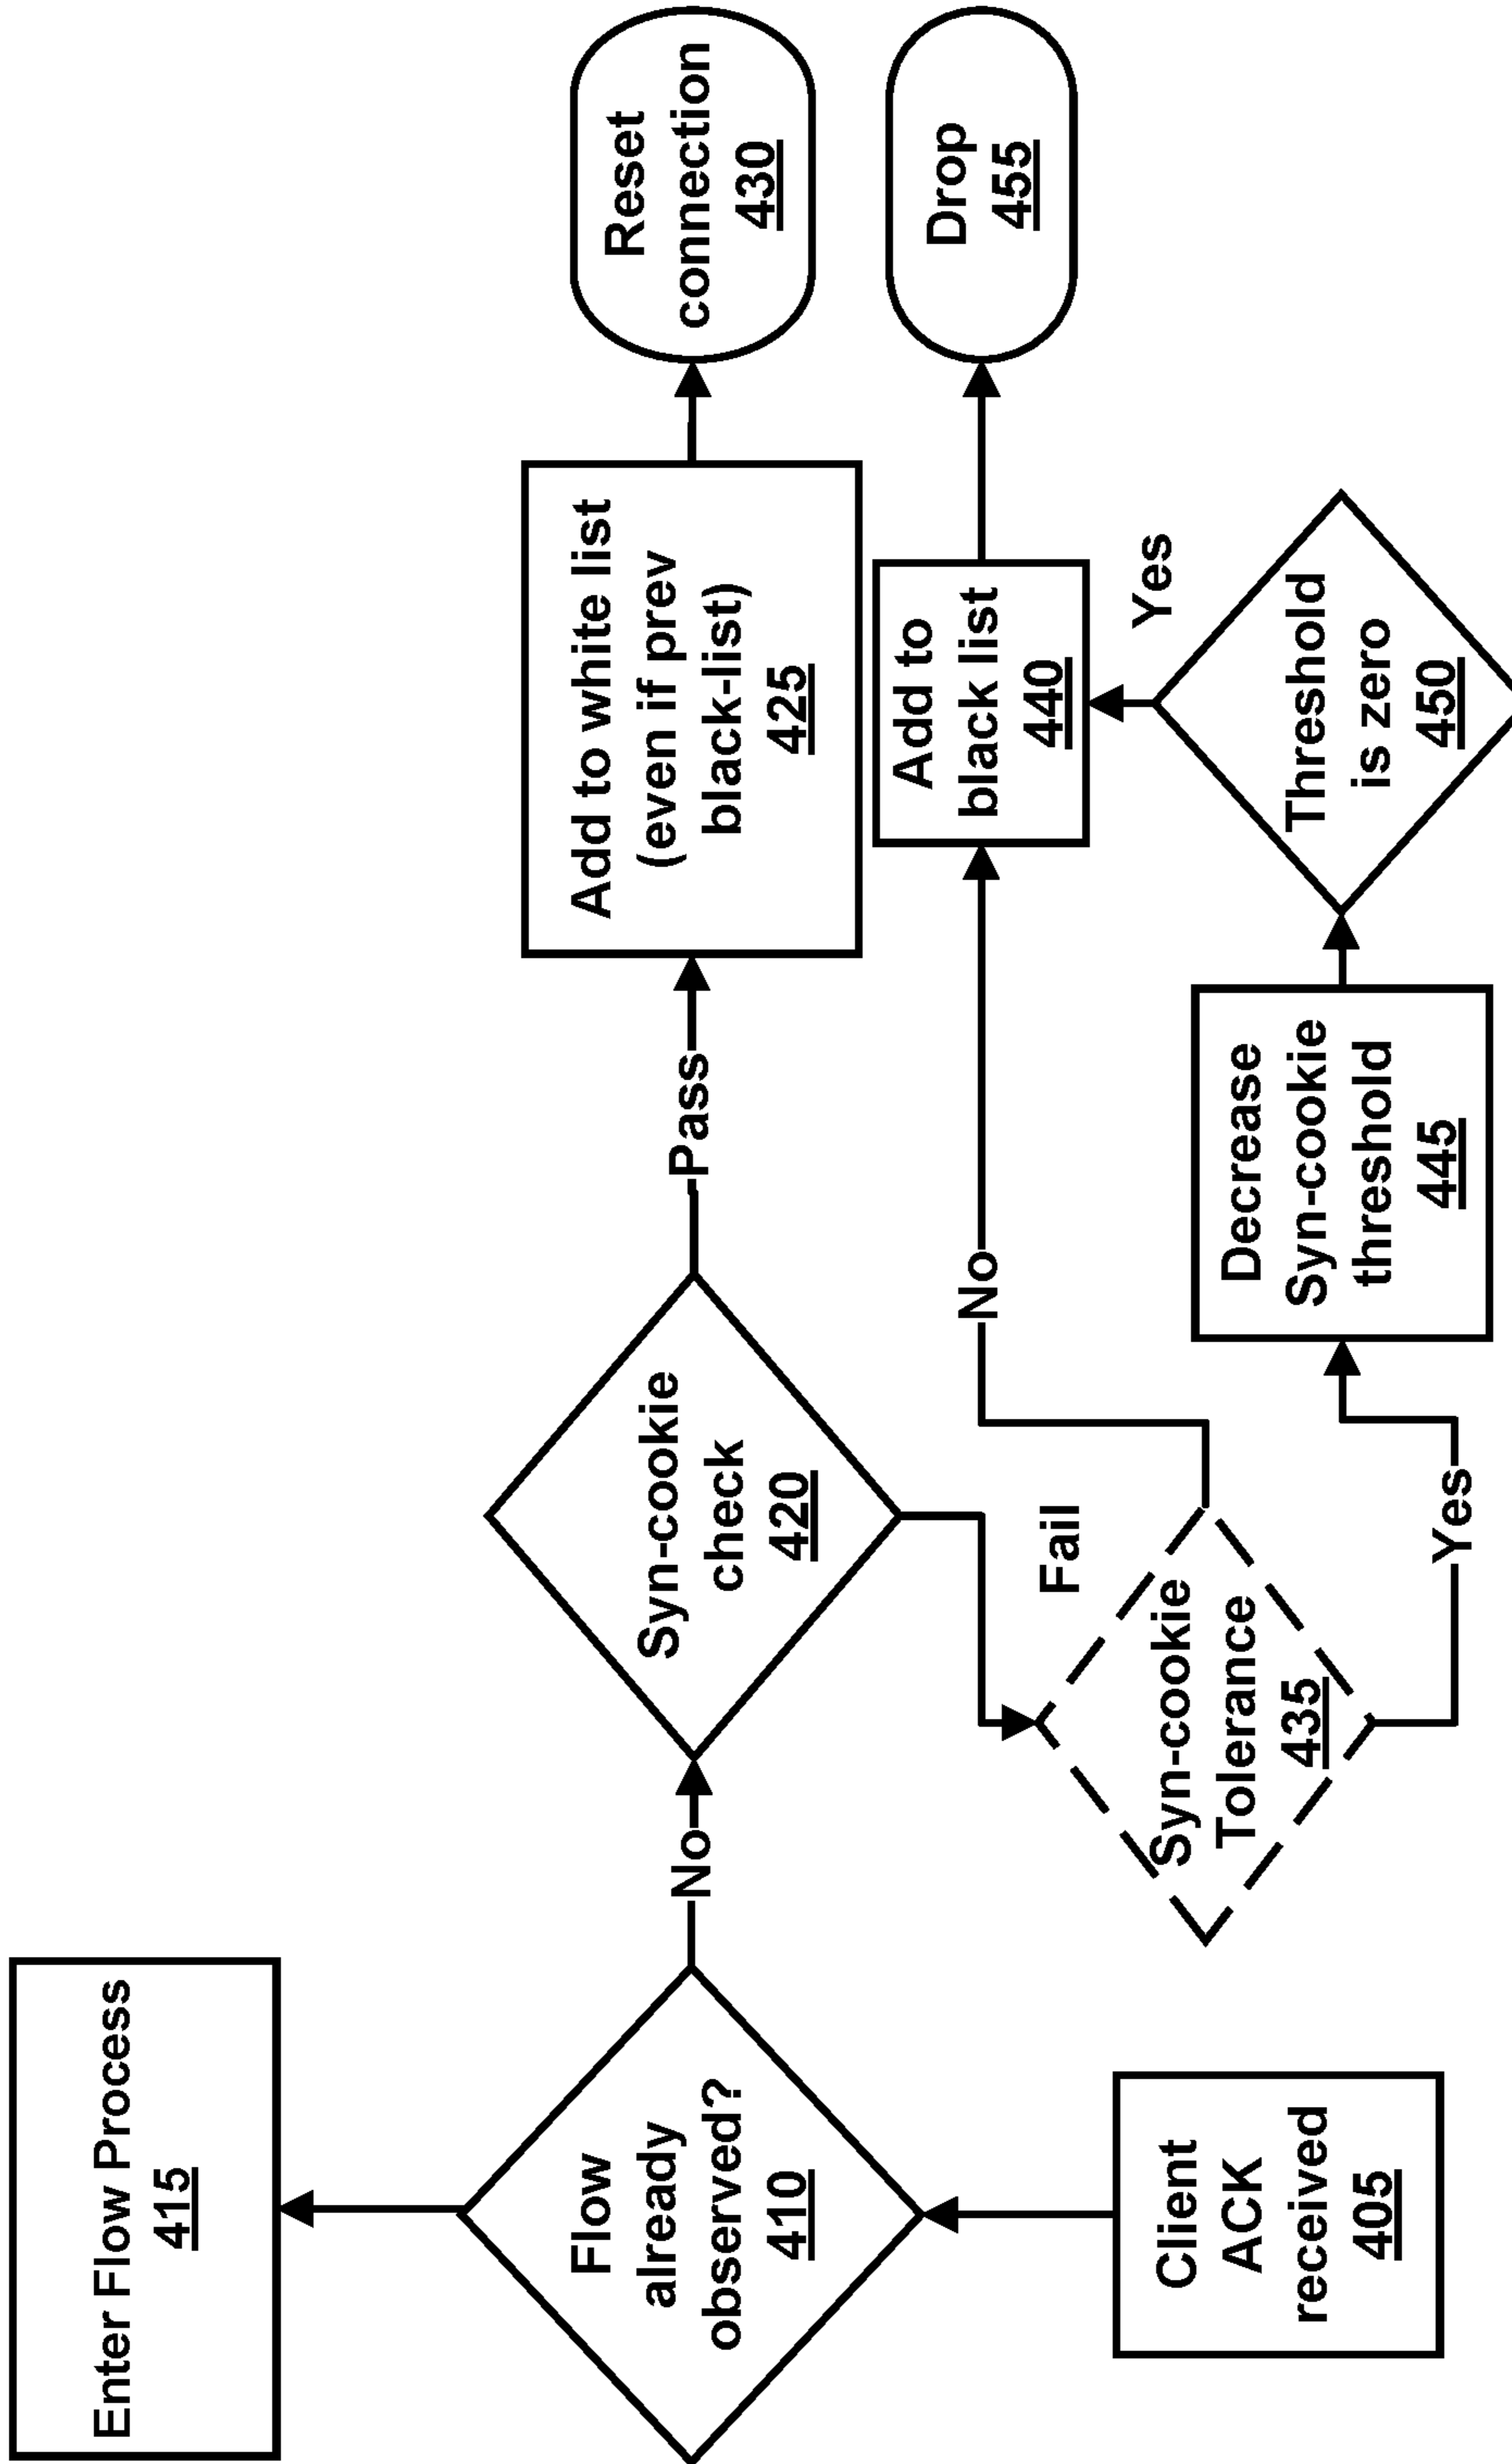 Enter Flow Process
415
Flow
already
observed?
410
Client
ACK
received
405
No
Syn-cookie
check
420
Pass
Add to white list
(even if prev
black-list)
425
Reset
connection
430
Fail
Syn-cookie
Tolerance
435
No
Add to
black list
440
Drop
455
Yes
Decrease
Syn-cookie
threshold
445
Threshold
is zero
450
Yes